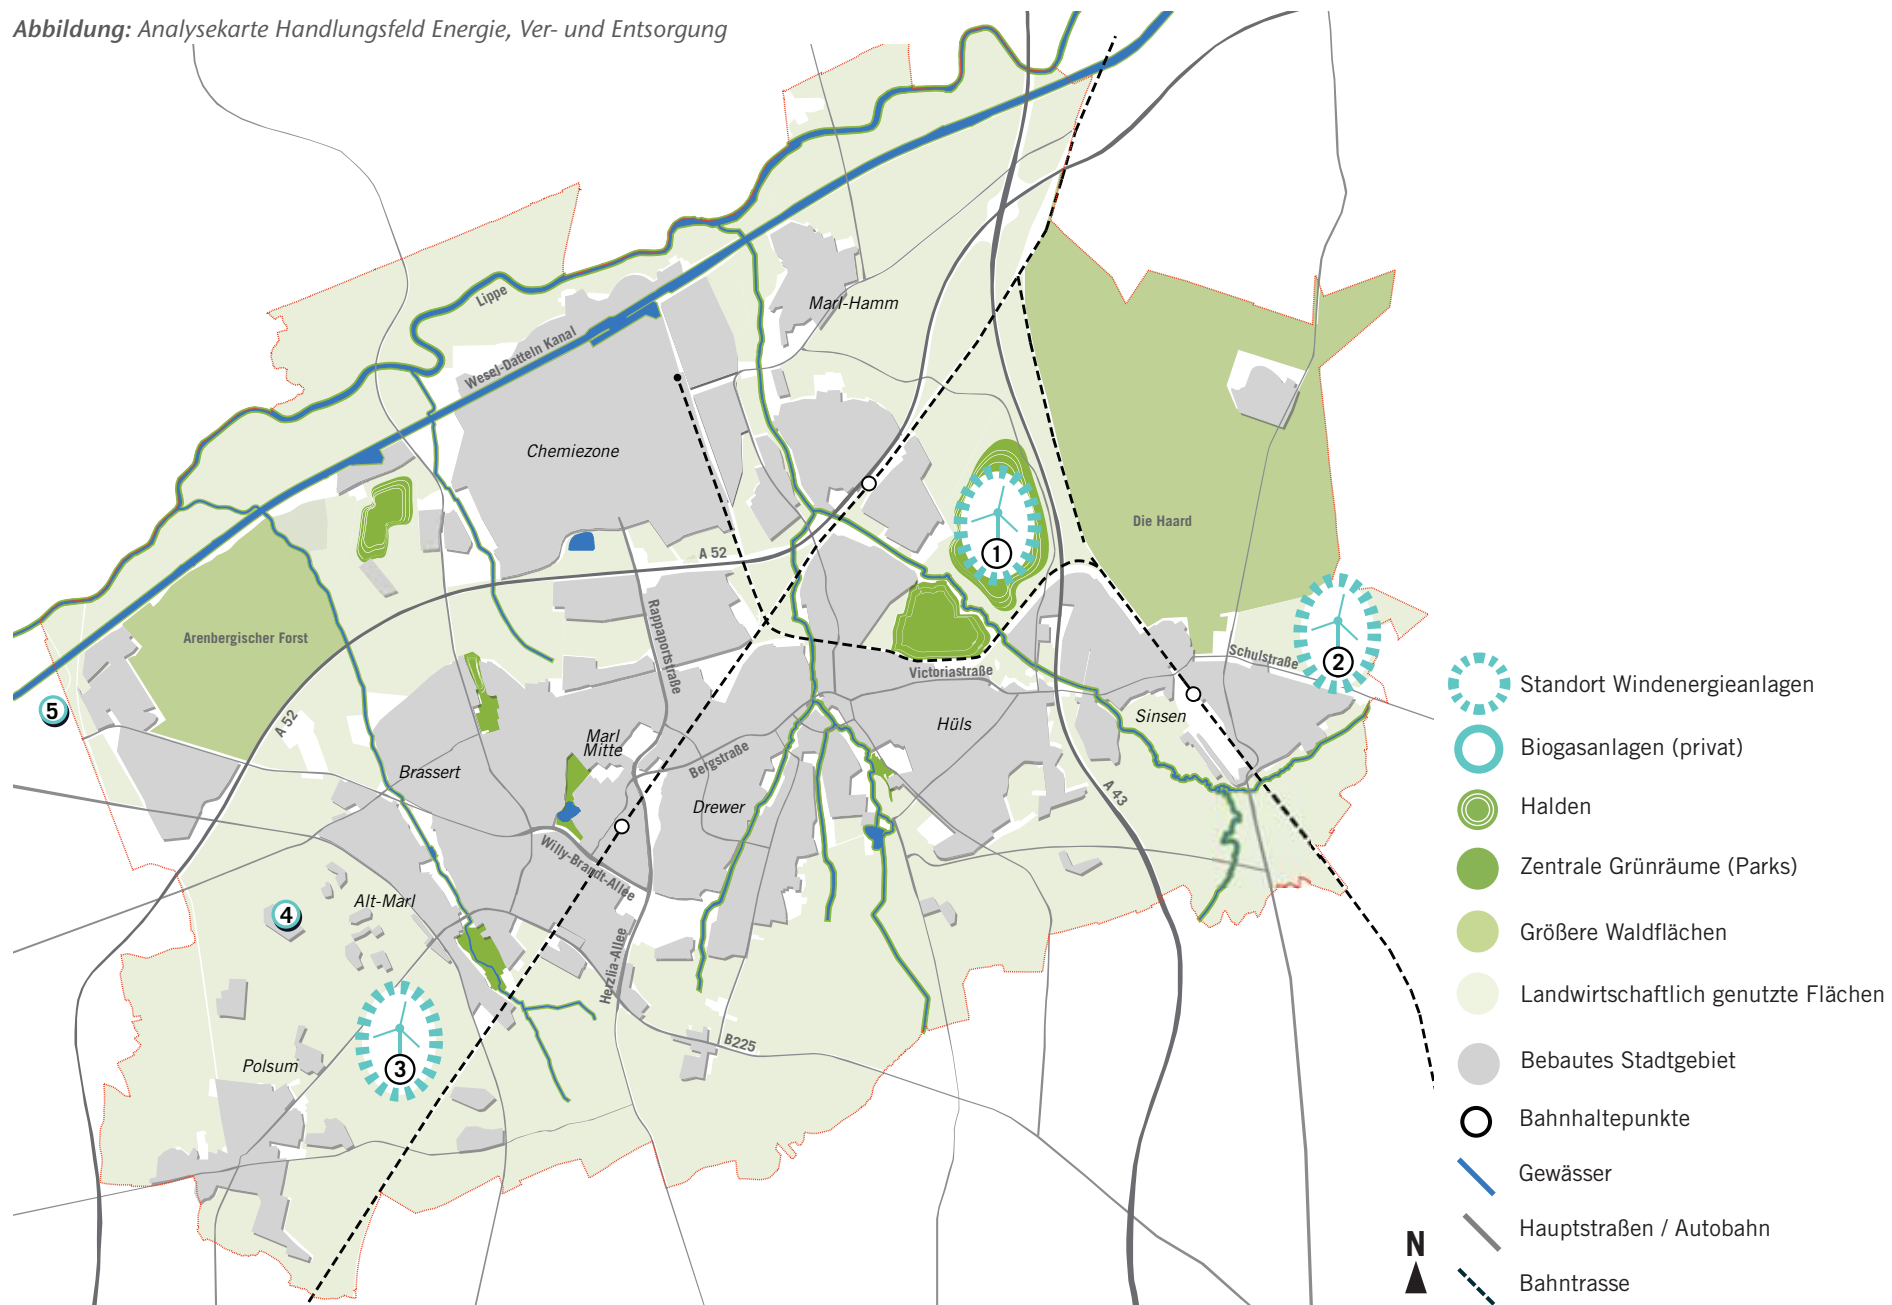 Abbildung: Analysekarte Handlungsfeld Energie, Ver- und Entsorgung
Lippe
Wesel-Datteln Kanal
Marl-Hamm
Chemiezone
Die Haard
A 52
1
Arenbergischer Forst
Rappaportstraße
Victoriastraße
Schulstraße
2
5
A 52
Marl
Mitte
Bergstraße
Hüls
Sinsen
Brassert
Drewer
A 43
Willy-Brandt-Allee
Alt-Marl
4
Herzlia-Allee
B225
Polsum
3
Standort Windenergieanlagen
Biogasanlagen (privat)
Halden
Zentrale Grünräume (Parks)
Größere Waldflächen
Landwirtschaftlich genutzte Flächen
Bebautes Stadtgebiet
Bahnhaltepunkte
Gewässer
Hauptstraßen / Autobahn
Bahntrasse
N